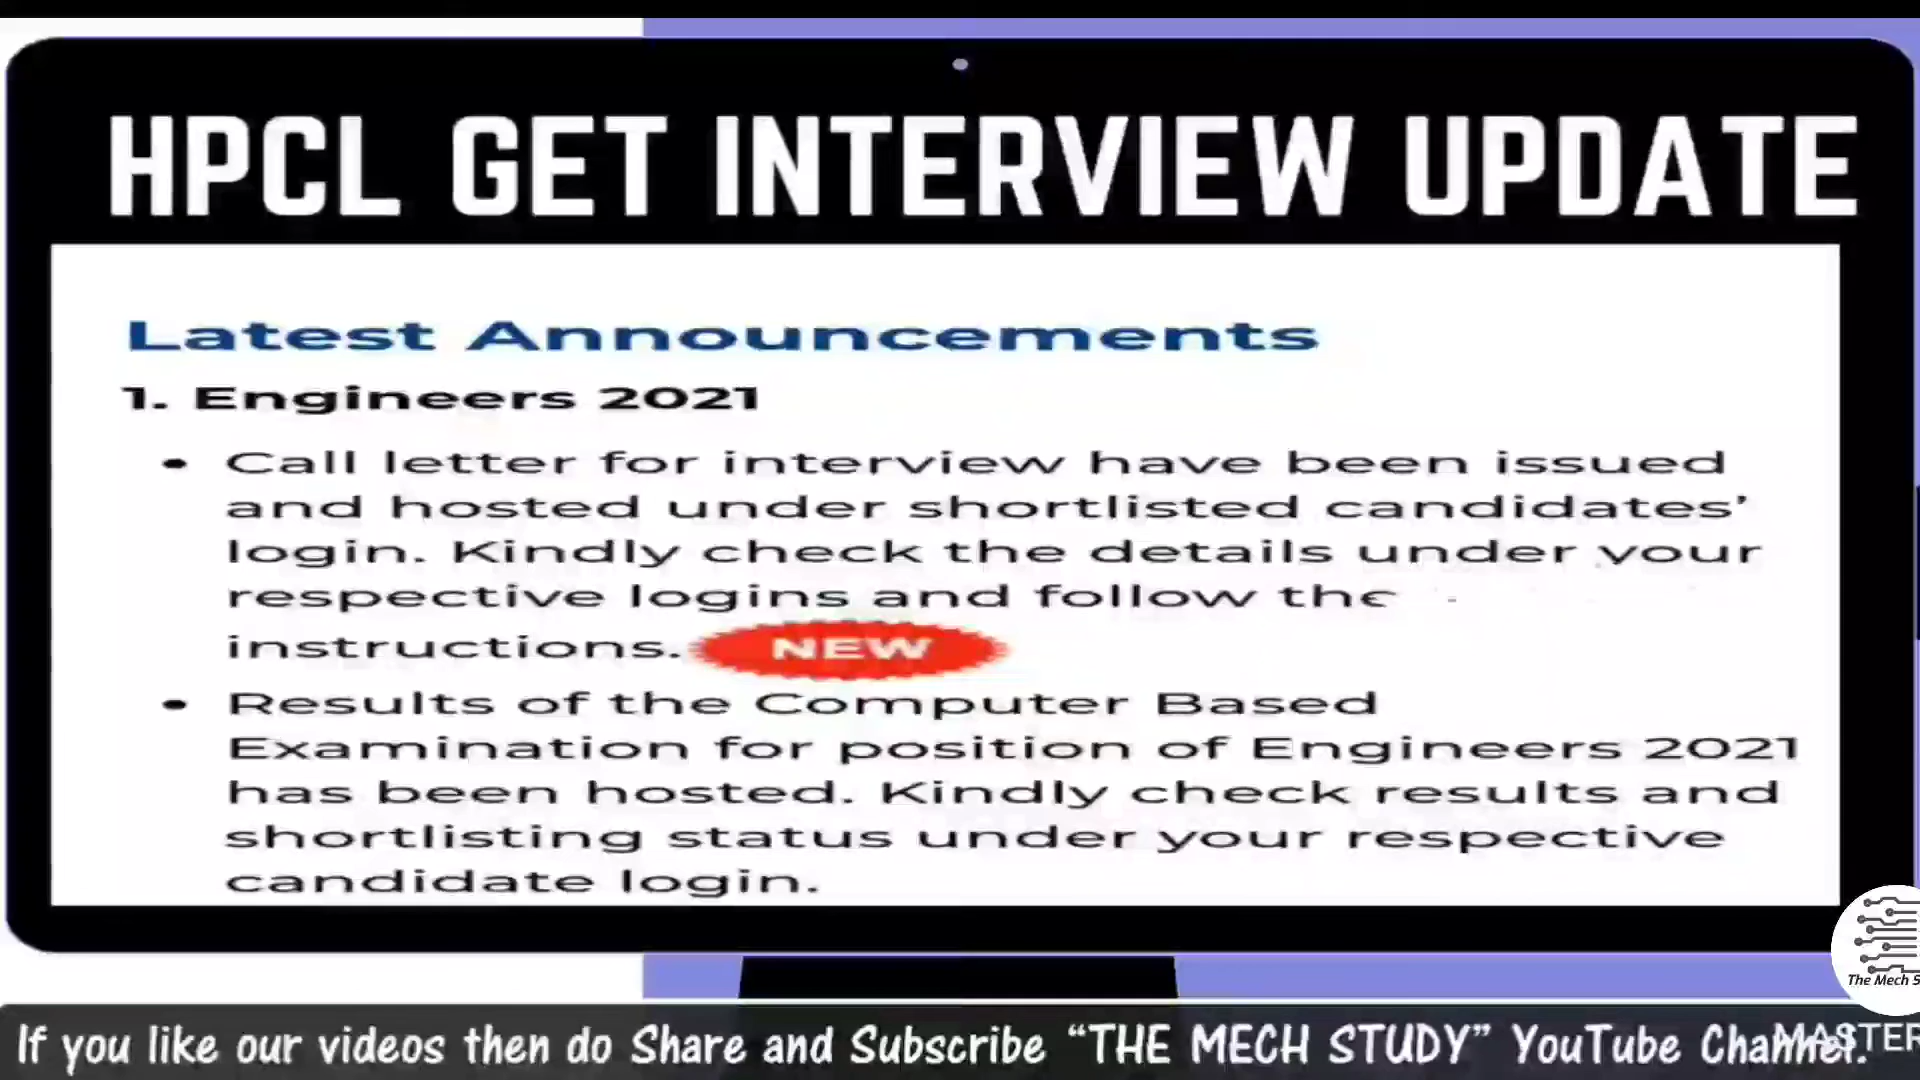 HPCL GET INTERVIEW UPDATE
Latest Announcements
1. Engineers 2021
• Call letter for interview have been issued
and hosted under shortlisted candidates’
login. Kindly check the details under your
respective logins and follow the
instructions. NEW
• Results of the Computer Based
Examination for position of Engineers 2021
has been hosted. Kindly check results and
shortlisting status under your respective
candidate login.
The Mech S
If you like our videos then do Share and Subscribe “THE MECH STUDY” YouTube Channel.
MASTER